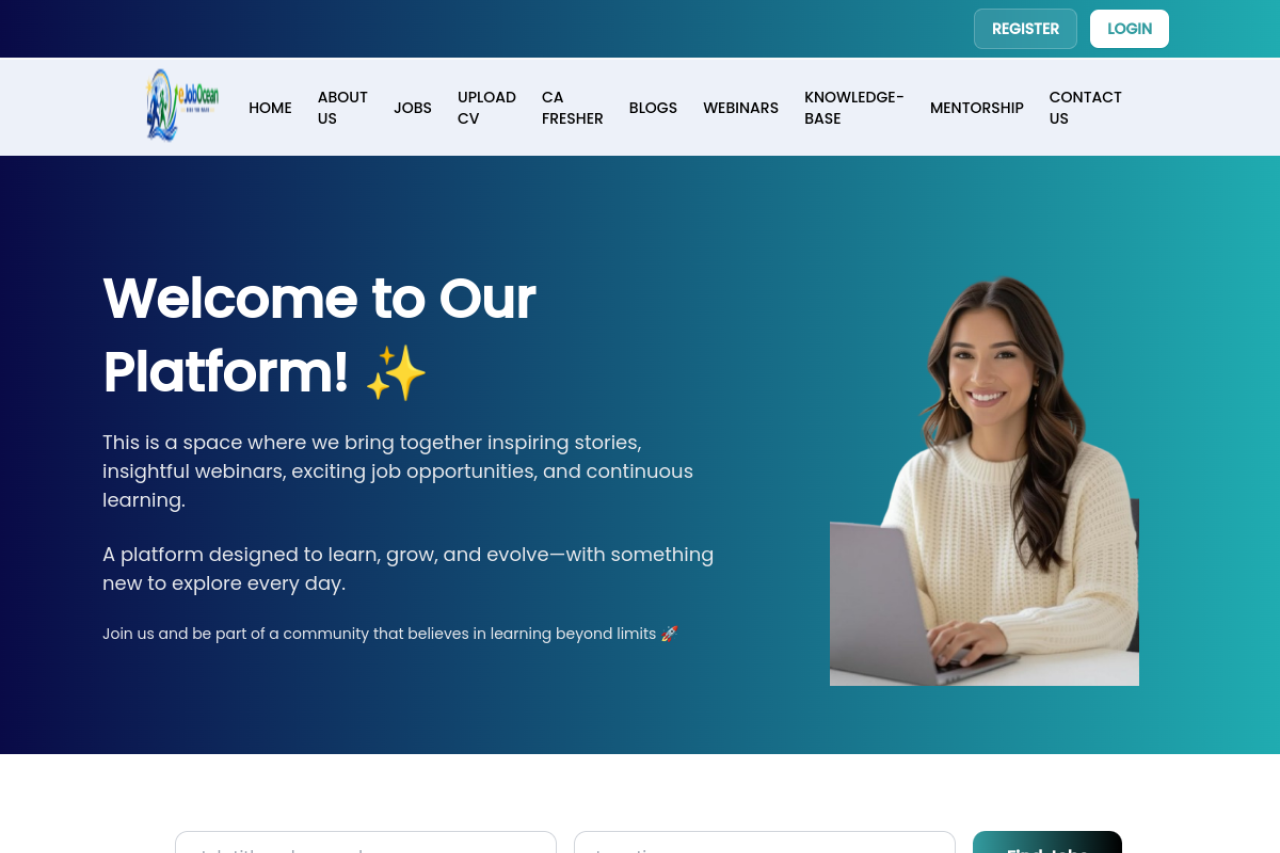 REGISTER
LOGIN
eJobOcean
HOME
ABOUT
US
JOBS
UPLOAD
CV
CA
FRESHER
BLOGS
WEBINARS
KNOWLEDGE-
BASE
MENTORSHIP
CONTACT
US
Welcome to Our
Platform! ✨
This is a space where we bring together inspiring stories,
insightful webinars, exciting job opportunities, and continuous
learning.
A platform designed to learn, grow, and evolve—with something
new to explore every day.
Join us and be part of a community that believes in learning beyond limits 🚀
Find Jobs